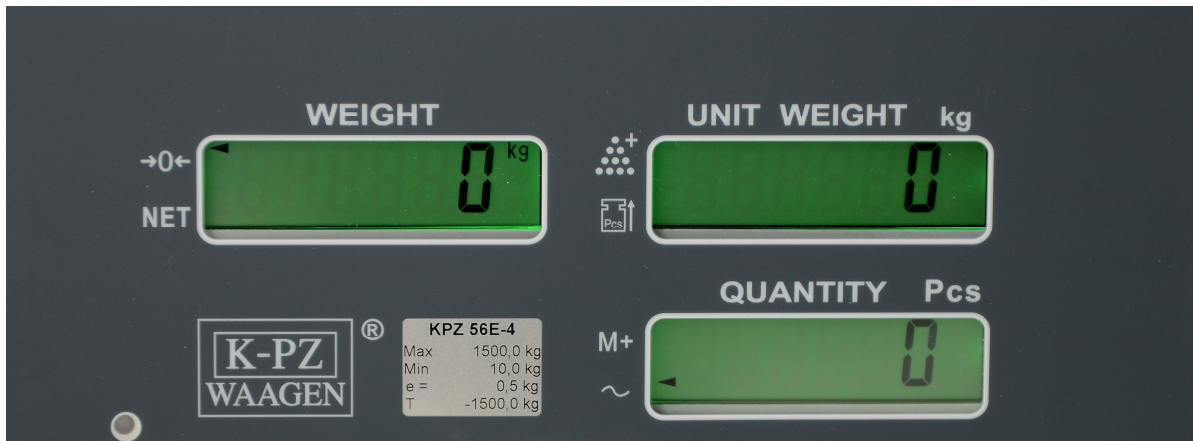 WEIGHT
0 kg
→0←
NET
UNIT WEIGHT kg
0
Pcs
QUANTITY Pcs
0
M+
K-PZ
WAAGEN
®
KPZ 56E-4
Max 1500,0 kg
Min 10,0 kg
e = 0,5 kg
T -1500,0 kg